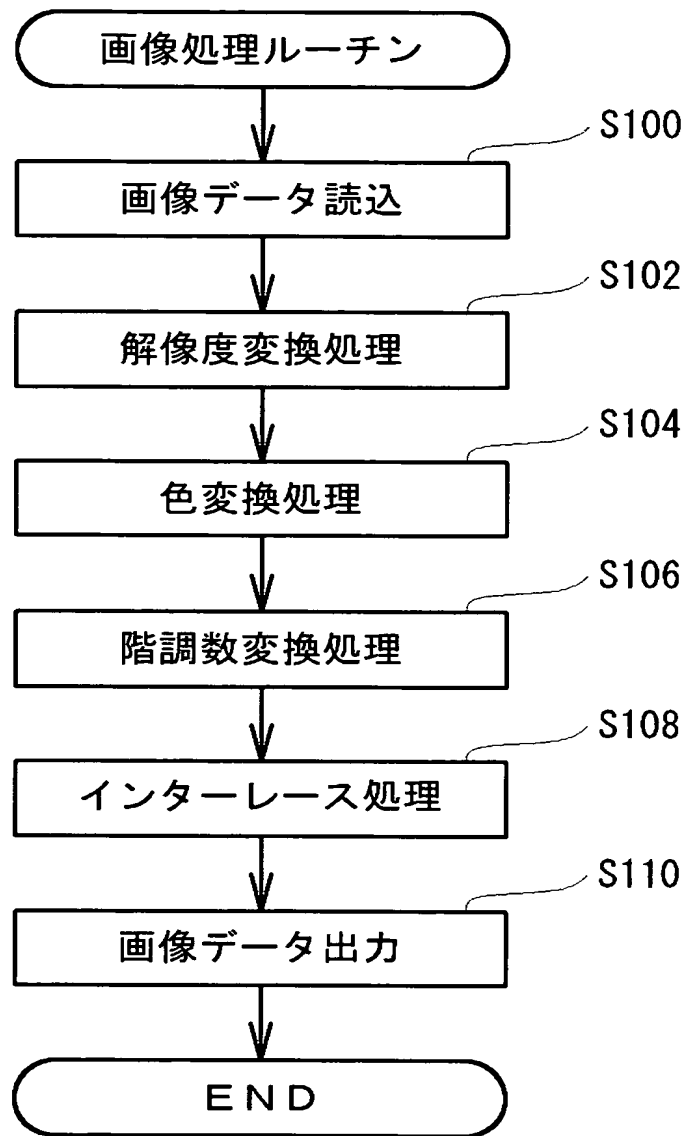 画像処理ルーチン
S100
画像データ読込
S102
解像度変換処理
S104
色変換処理
S106
階調数変換処理
S108
インターレース処理
S110
画像データ出力
END